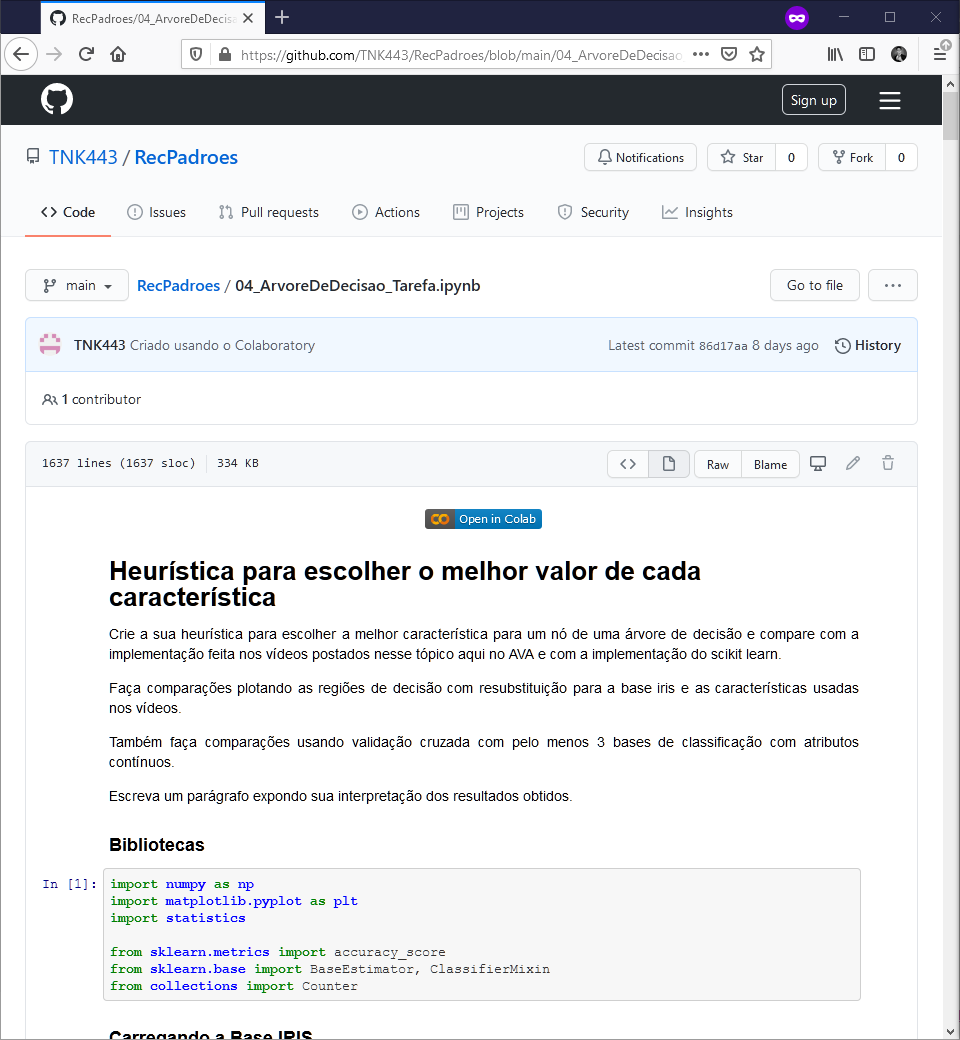 RecPadroes/04_ArvoreDeDecisa
https://github.com/TNK443/RecPadroes/blob/main/04_ArvoreDeDecisao
Sign up
TNK443 / RecPadroes
Notifications
Star 0
Fork 0
Code
Issues
Pull requests
Actions
Projects
Security
Insights
main
RecPadroes / 04_ArvoreDeDecisao_Tarefa.ipynb
Go to file
TNK443 Criado usando o Colaboratory
Latest commit 86d17aa 8 days ago
History
1 contributor
1637 lines (1637 sloc) 334 KB
Raw
Blame
Open in Colab
Heurística para escolher o melhor valor de cada
característica
Crie a sua heurística para escolher a melhor característica para um nó de uma árvore de decisão e compare com a
implementação feita nos vídeos postados nesse tópico aqui no AVA e com a implementação do scikit learn.
Faça comparações plotando as regiões de decisão com resubstituição para a base iris e as características usadas
nos vídeos.
Também faça comparações usando validação cruzada com pelo menos 3 bases de classificação com atributos
contínuos.
Escreva um parágrafo expondo sua interpretação dos resultados obtidos.
Bibliotecas
In [1]:
import numpy as np
import matplotlib.pyplot as plt
import statistics
from sklearn.metrics import accuracy_score
from sklearn.base import BaseEstimator, ClassifierMixin
from collections import Counter
Carregando a Base IRIS